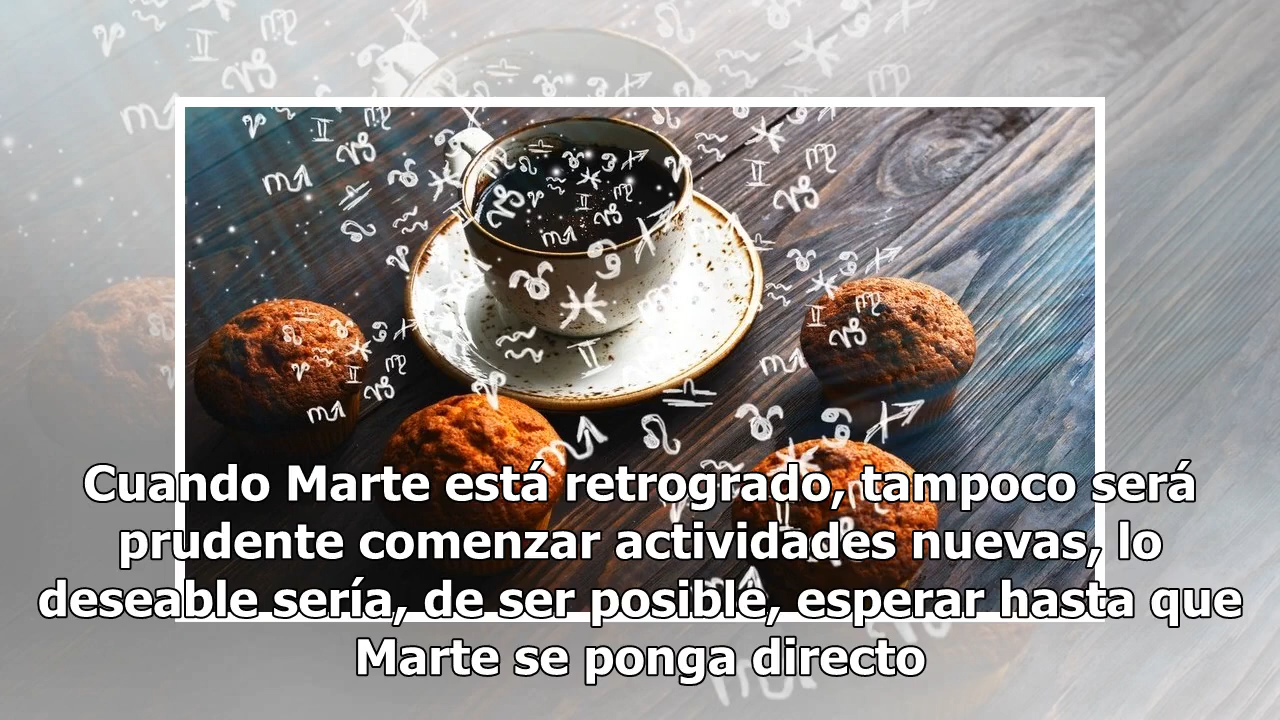 Cuando Marte está retrogrado, tampoco será
prudente comenzar actividades nuevas, lo
deseable sería, de ser posible, esperar hasta que
Marte se ponga directo